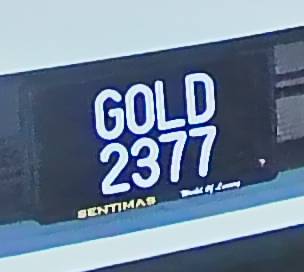 GOLD
2377
SENTIMAS
World Of Luxury